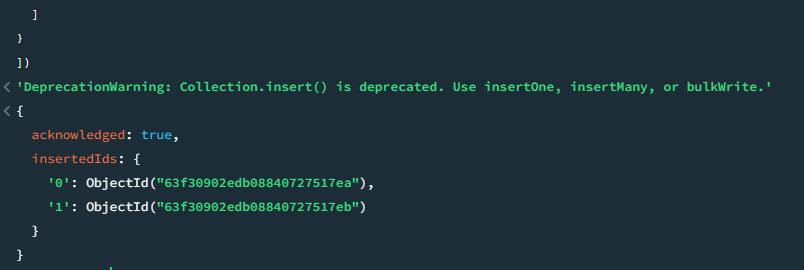 ]
}
])
'DeprecationWarning: Collection.insert() is deprecated. Use insertOne, insertMany, or bulkWrite.'
{
acknowledged: true,
insertedIds: {
'0': ObjectId("63f30902edb08840727517ea"),
'1': ObjectId("63f30902edb08840727517eb")
}
}